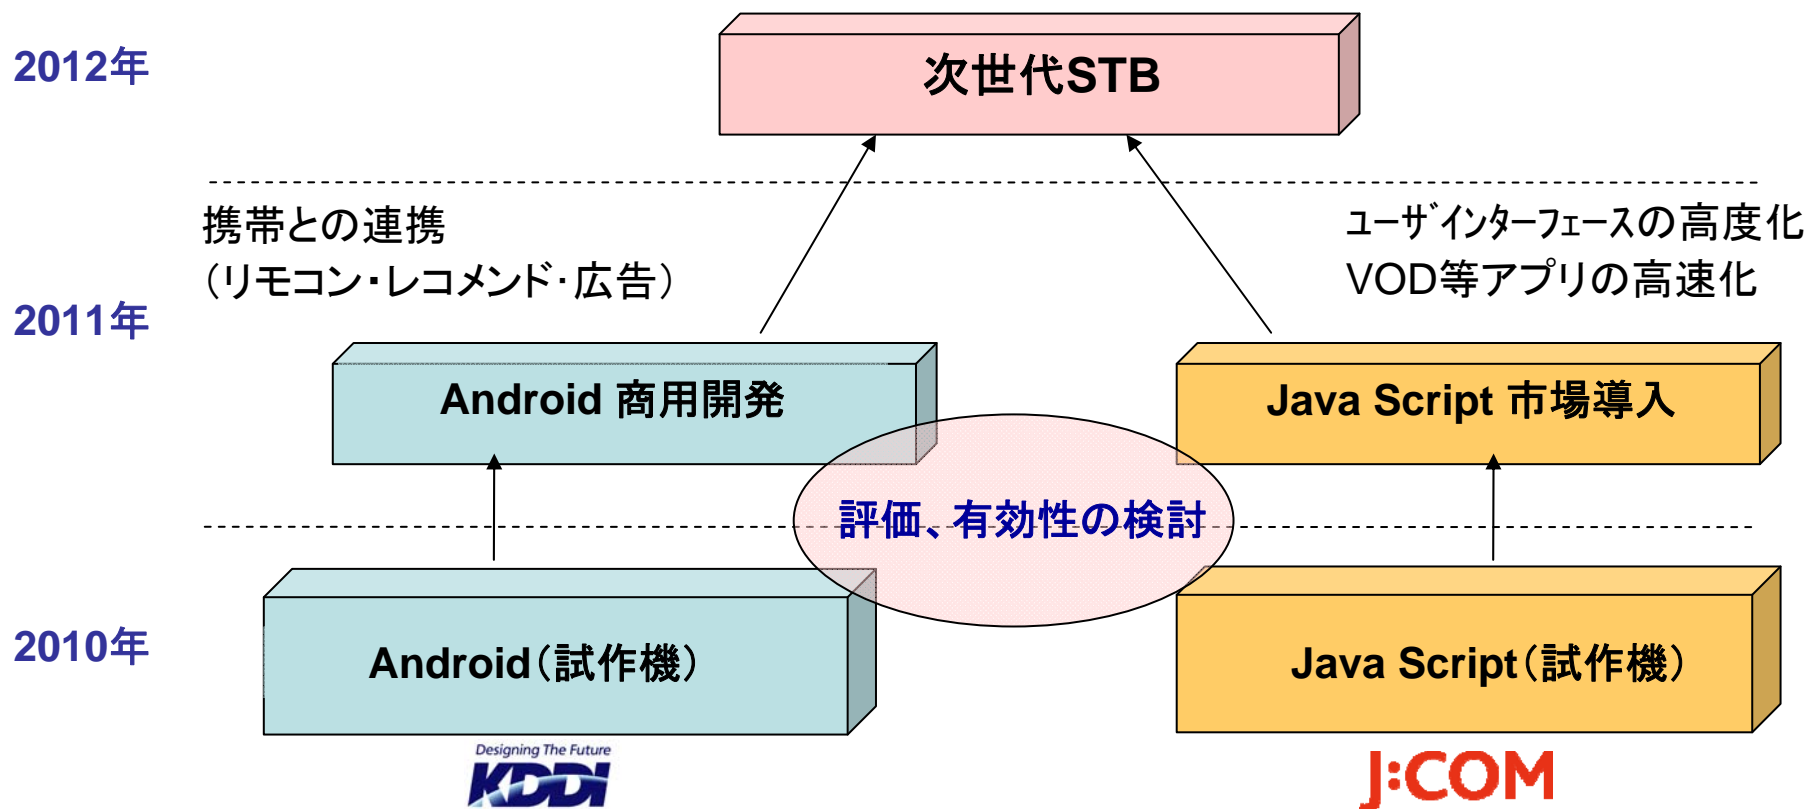 2012年
次世代STB
携帯との連携
（リモコン・レコメンド・広告）
ﾕｰｻﾞｲﾝﾀｰﾌｪｰｽの高度化
VOD等アプリの高速化
2011年
Android 商用開発
Java Script 市場導入
評価、有効性の検討
2010年
Android（試作機）
Java Script（試作機）
Designing The Future
KDDI
J:COM